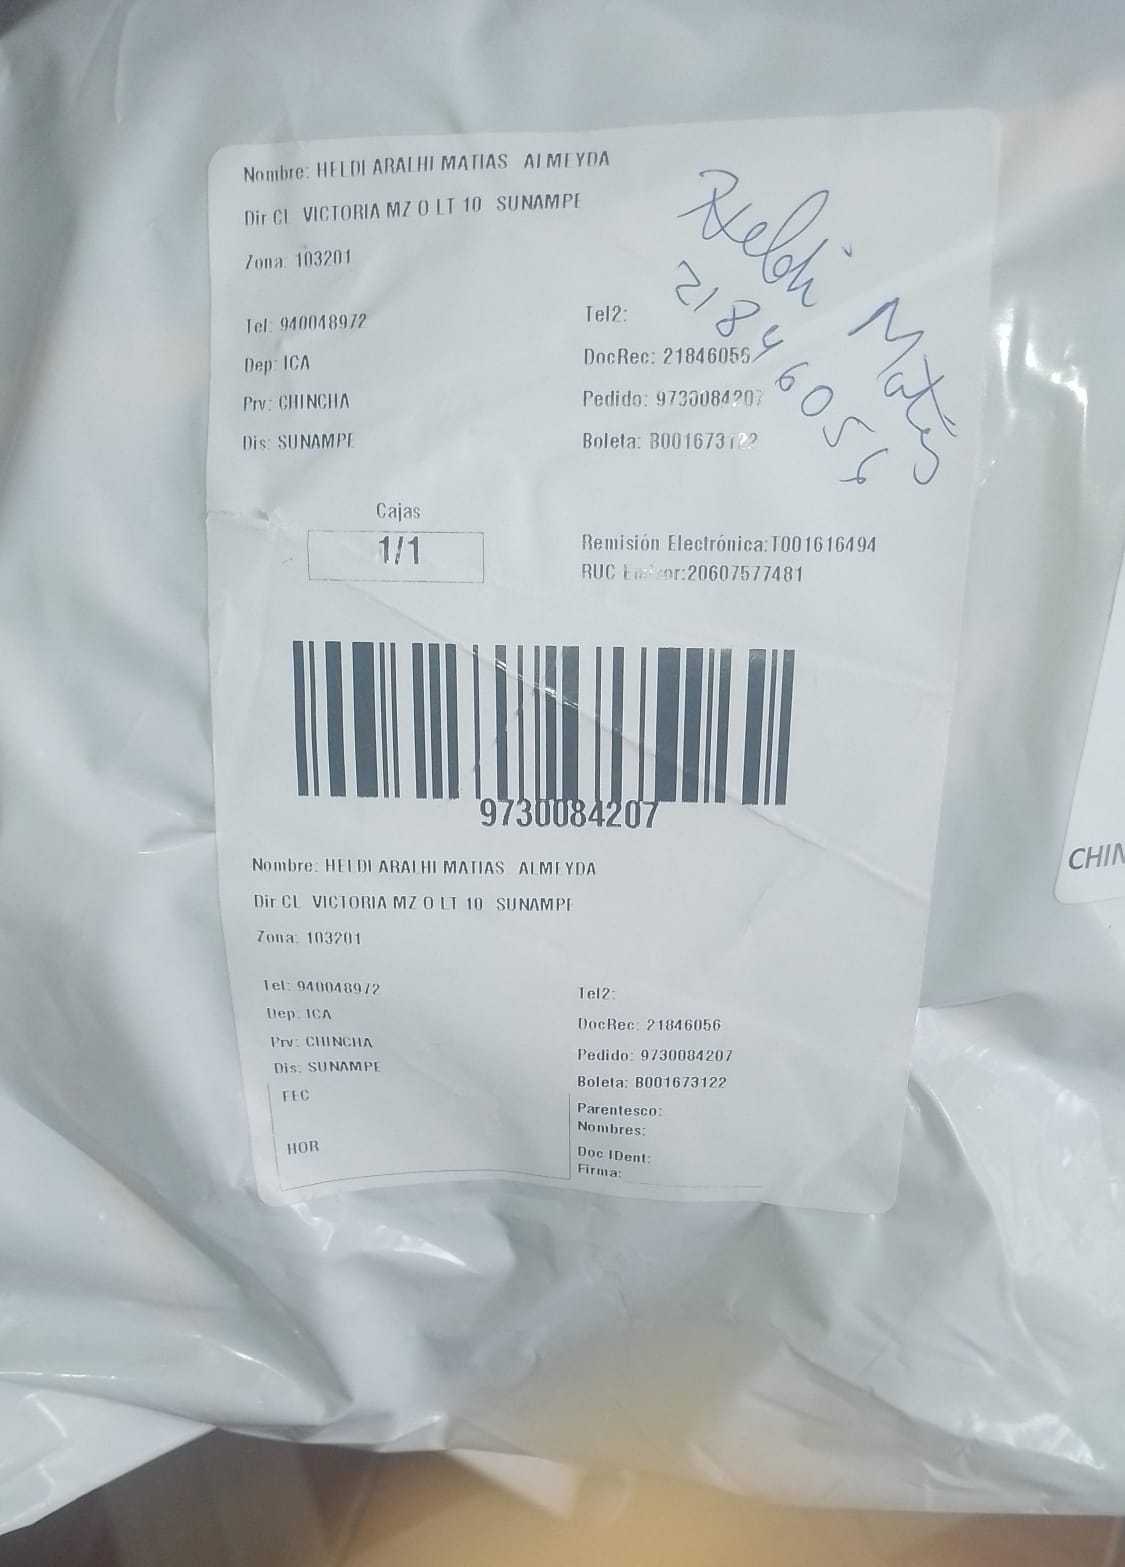 Nombre: HELDI ARALHI MATIAS ALMEYDA
Dir CL VICTORIA MZ O LT 10 SUNAMPE
Zona: 103201
Tel: 940048972
Tel2:
Dep: ICA
DocRec: 21846056
Prv: CHINCHA
Pedido: 9730084207
Dis: SUNAMPE
Boleta: B001673122
Heldi Matias
21846056
Cajas
1/1
Remisión Electrónica:T001616494
RUC Emisor:20607577481
9730084207
Nombre: HELDI ARALHI MATIAS ALMEYDA
Dir CL VICTORIA MZ O LT 10 SUNAMPE
Zona: 103201
Tel: 940048972
Tel2:
Dep: ICA
DocRec: 21846056
Prv: CHINCHA
Pedido: 9730084207
Dis: SUNAMPE
Boleta: B001673122
FEC
Parentesco:
Nombres:
HOR
Doc IDent:
Firma:
CHIN